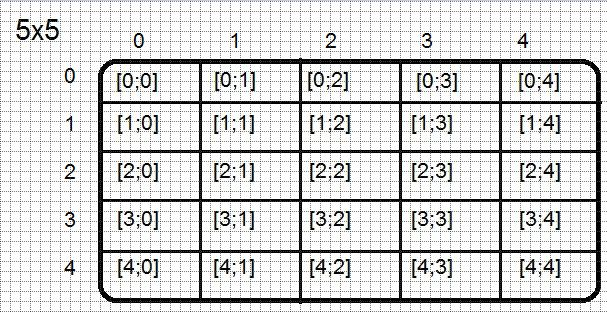 5x5
0 1 2 3 4
0 [0;0] [0;1] [0;2] [0;3] [0;4]
1 [1;0] [1;1] [1;2] [1;3] [1;4]
2 [2;0] [2;1] [2;2] [2;3] [2;4]
3 [3;0] [3;1] [3;2] [3;3] [3;4]
4 [4;0] [4;1] [4;2] [4;3] [4;4]